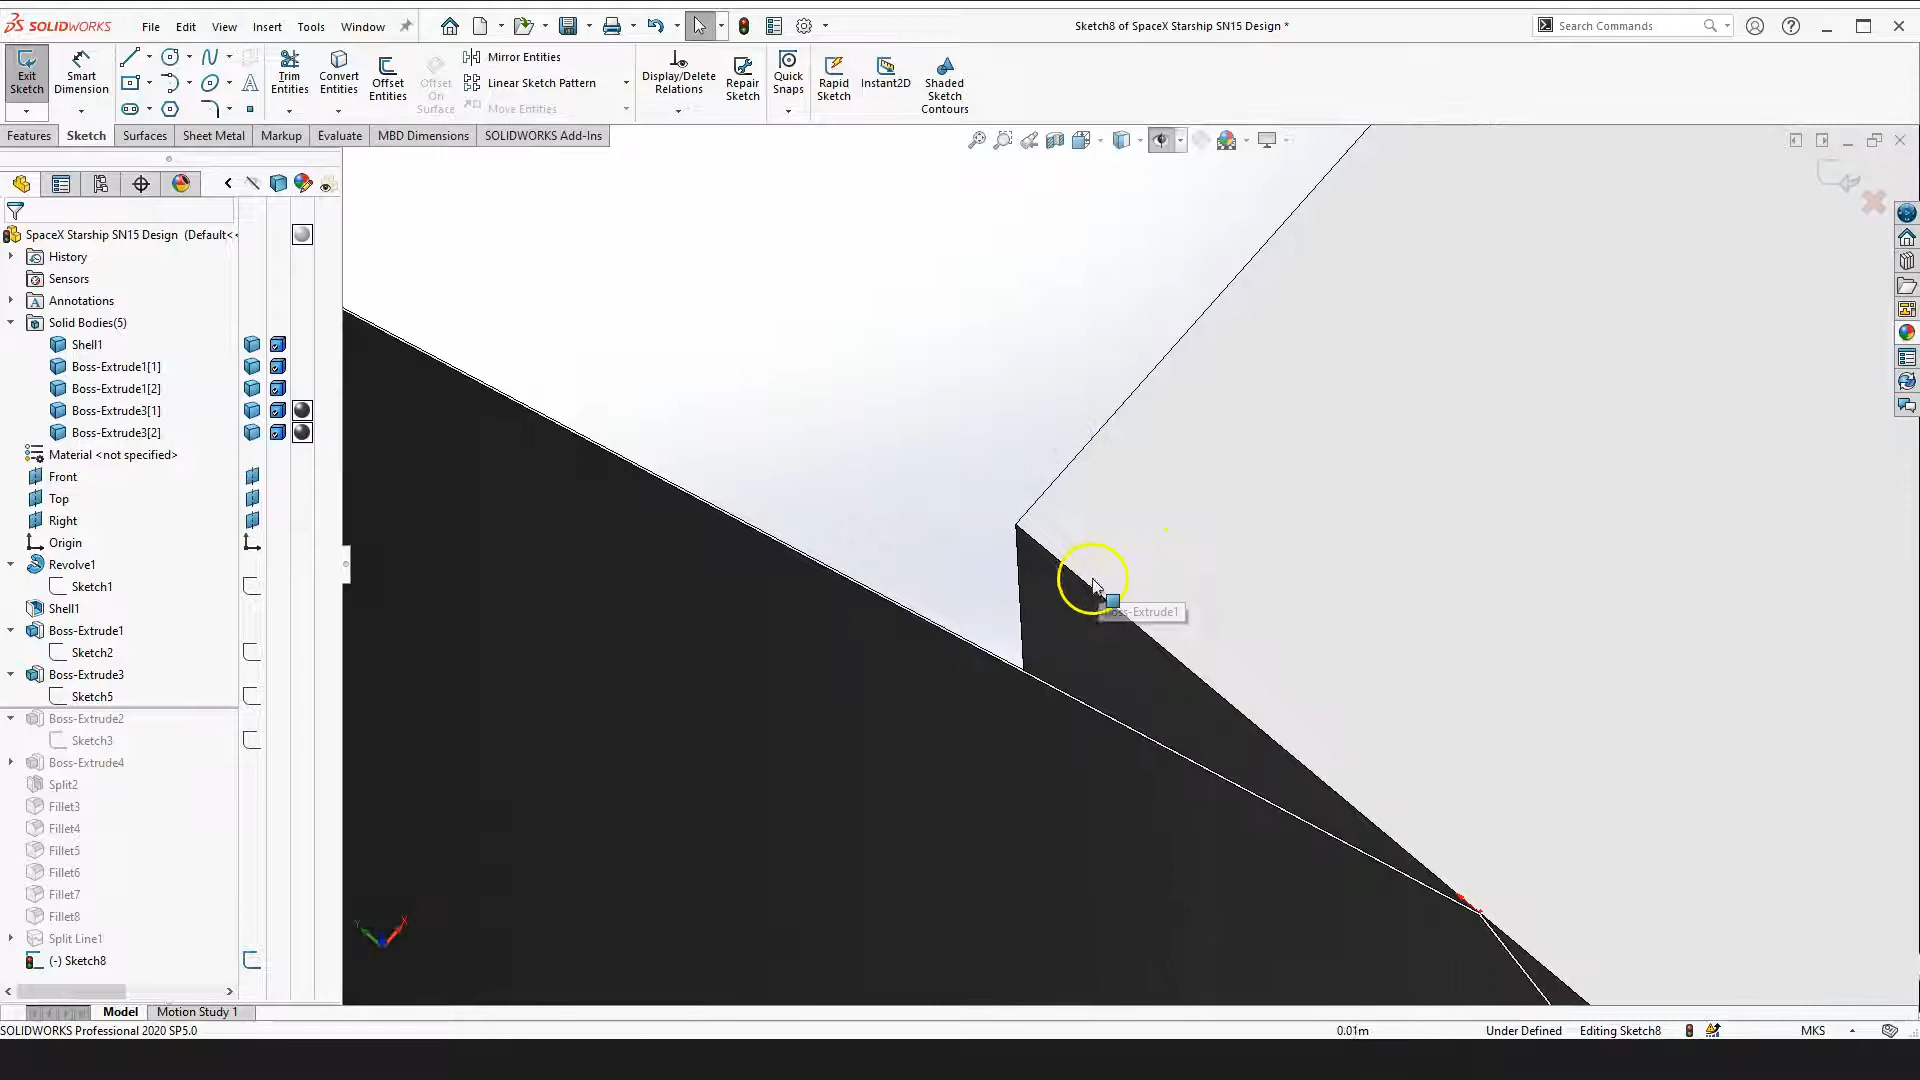 SOLIDWORKS File Edit View Insert Tools Window Sketch8 of SpaceX Starship SN15 Design * Search Commands
Exit Sketch
Smart Dimension
Trim Entities
Convert Entities
Offset Entities
Offset On Surface
Mirror Entities
Linear Sketch Pattern
Move Entities
Display/Delete Relations
Repair Sketch
Quick Snaps
Rapid Sketch
Instant2D
Shaded Sketch Contours
Features Sketch Surfaces Sheet Metal Markup Evaluate MBD Dimensions SOLIDWORKS Add-Ins
SpaceX Starship SN15 Design (Default<
History
Sensors
Annotations
Solid Bodies(5)
Shell1
Boss-Extrude1[1]
Boss-Extrude1[2]
Boss-Extrude3[1]
Boss-Extrude3[2]
Material <not specified>
Front
Top
Right
Origin
Revolve1
Sketch1
Shell1
Boss-Extrude1
Sketch2
Boss-Extrude3
Sketch5
Boss-Extrude2
Sketch3
Boss-Extrude4
Split2
Fillet3
Fillet4
Fillet5
Fillet6
Fillet7
Fillet8
Split Line1
(-) Sketch8
Boss-Extrude1
Y X
Model Motion Study 1
SOLIDWORKS Professional 2020 SP5.0 0.01m Under Defined Editing Sketch8 MKS